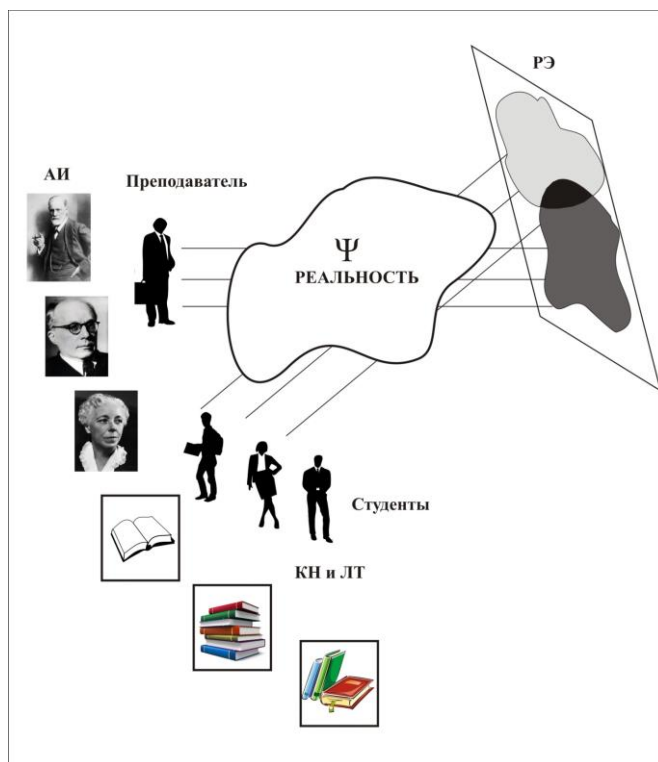 РЭ
АИ
Преподаватель
Ψ
РЕАЛЬНОСТЬ
Студенты
КН и ЛТ